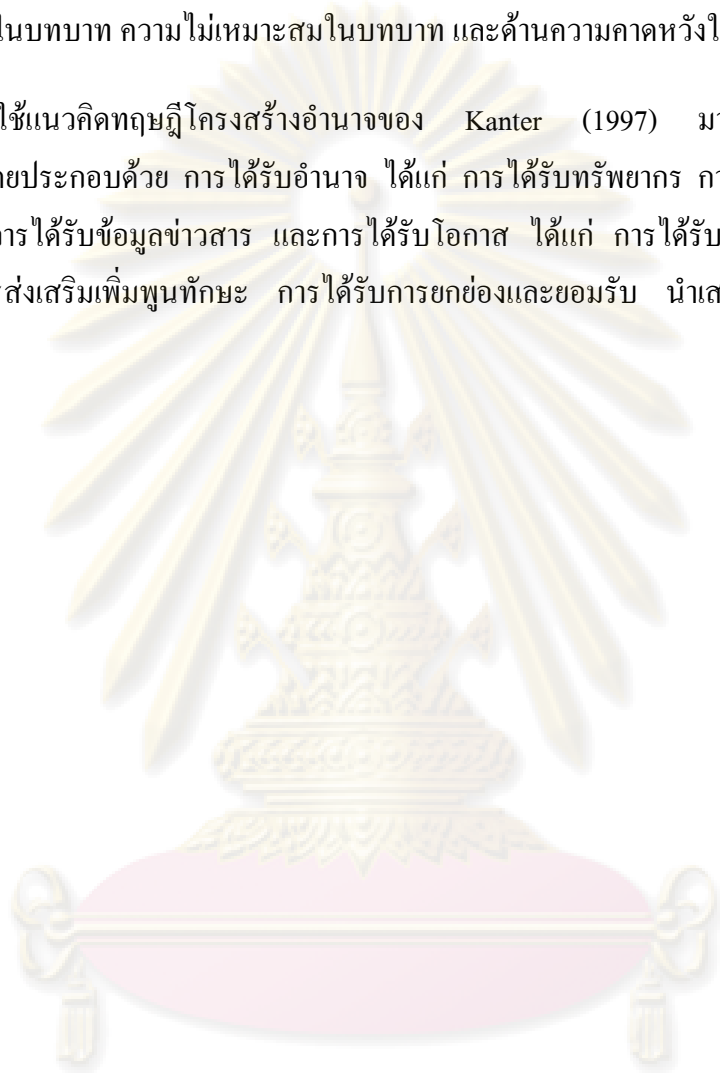 ในบทบาท ความไม่เหมาะสมในบทบาท และด้านความคาดหวังใ
ใช้แนวคิดทฤษฎีโครงสร้างอำนาจของ Kanter (1997) มา
ยประกอบด้วย การได้รับอำนาจ ได้แก่ การได้รับทรัพยากร กา
การได้รับข้อมูลข่าวสาร และการได้รับโอกาส ได้แก่ การได้รับ
ส่งเสริมเพิ่มพูนทักษะ การได้รับการยกย่องและยอมรับ นำเส